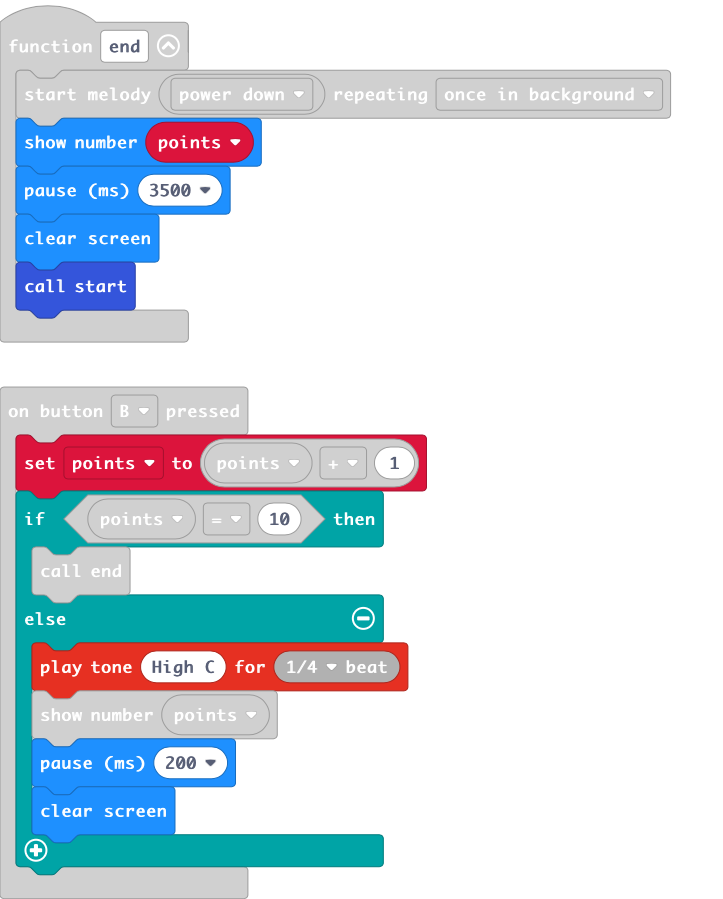 function end
start melody power down repeating once in background
show number points
pause (ms) 3500
clear screen
call start
on button B pressed
set points to points + 1
if points = 10 then
call end
else
play tone High C for 1/4 beat
show number points
pause (ms) 200
clear screen